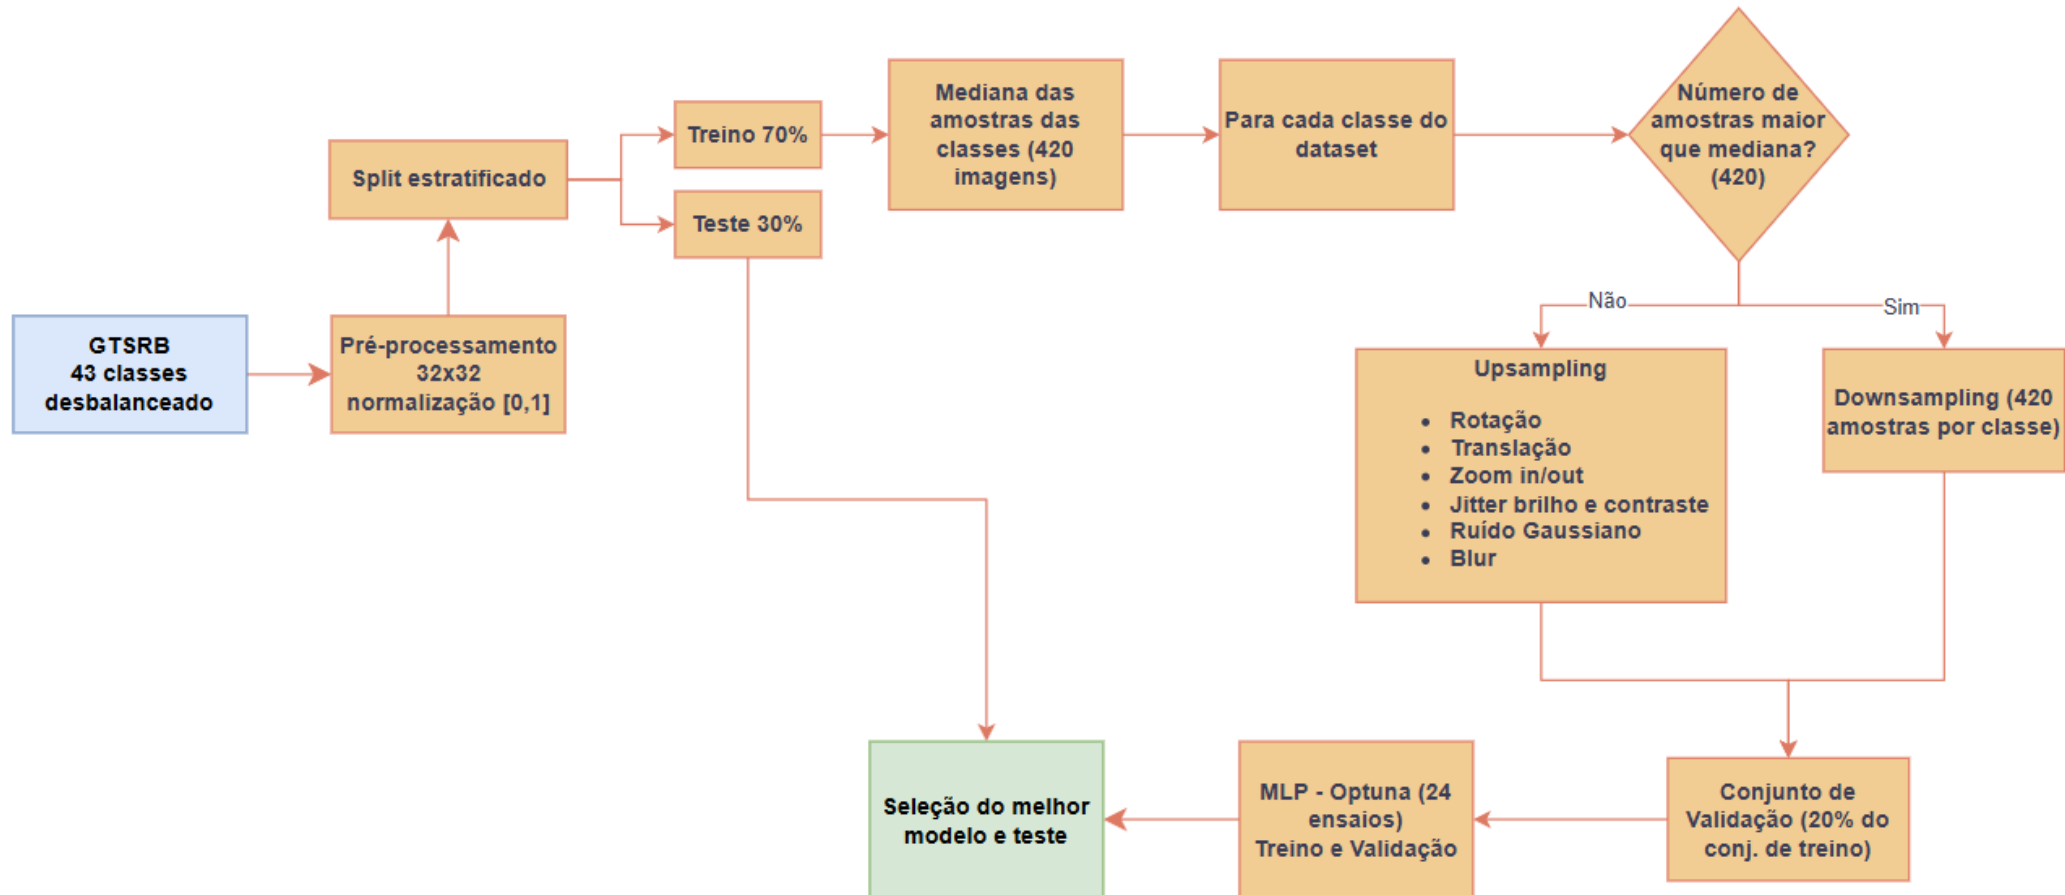 GTSRB
43 classes
desbalanceado
Pré-processamento
32x32
normalização [0,1]
Split estratificado
Treino 70%
Teste 30%
Mediana das
amostras das
classes (420
imagens)
Para cada classe do
dataset
Número de
amostras maior
que mediana?
(420)
Não
Sim
Upsampling
• Rotação
• Translação
• Zoom in/out
• Jitter brilho e contraste
• Ruído Gaussiano
• Blur
Downsampling (420
amostras por classe)
Conjunto de
Validação (20% do
conj. de treino)
MLP - Optuna (24
ensaios)
Treino e Validação
Seleção do melhor
modelo e teste